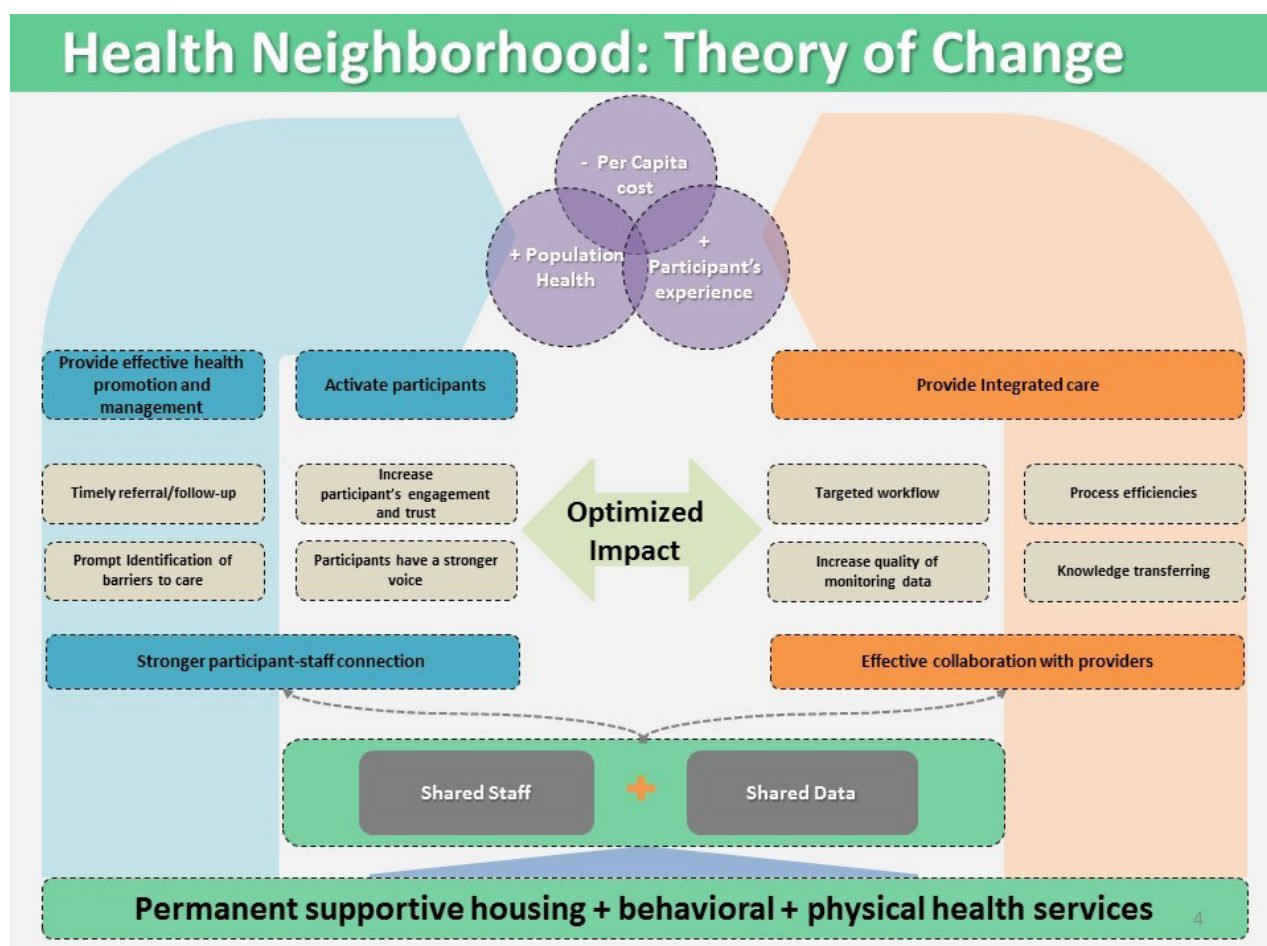 Health Neighborhood: Theory of Change
- Per Capita
cost
+ Population
Health
+
Participant's
experience
Provide effective health
promotion and
management
Activate participants
Provide Integrated care
Timely referral/follow-up
Increase
participant's engagement
and trust
Prompt Identification of
barriers to care
Participants have a stronger
voice
Optimized
Impact
Targeted workflow
Process efficiencies
Increase quality of
monitoring data
Knowledge transferring
Stronger participant-staff connection
Effective collaboration with providers
Shared Staff
+
Shared Data
Permanent supportive housing + behavioral + physical health services
4